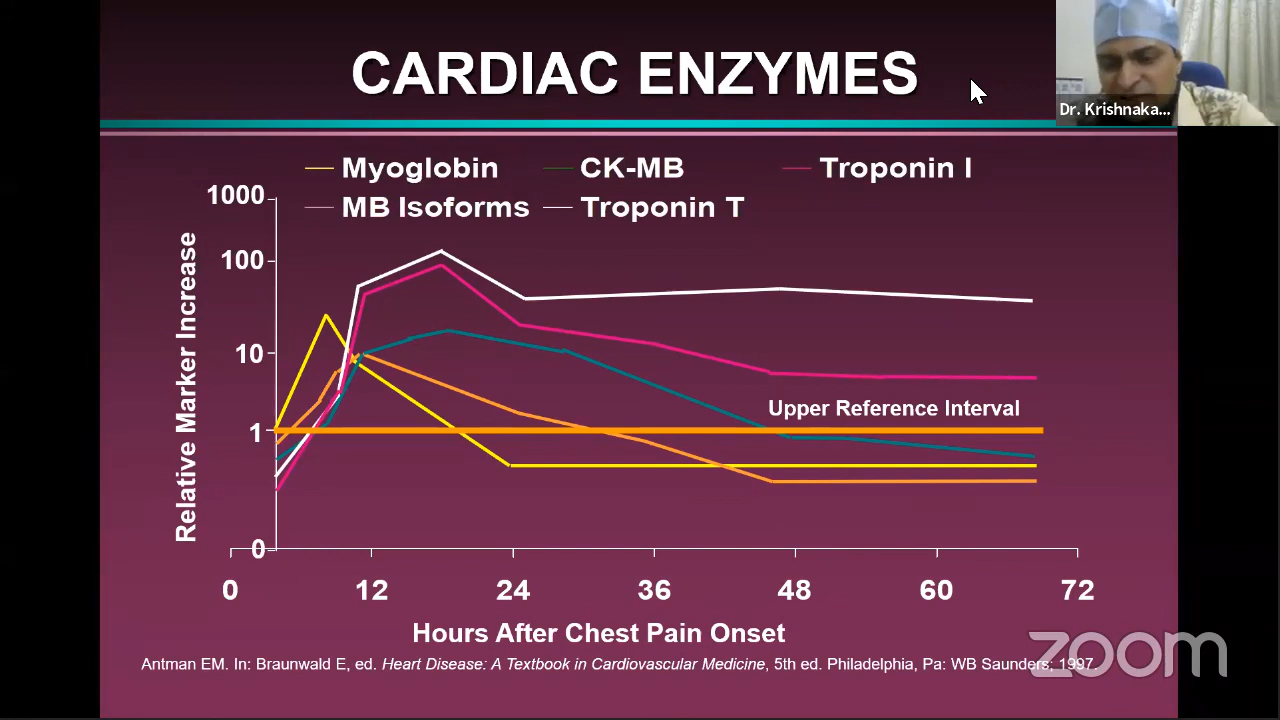 CARDIAC ENZYMES
Dr. Krishnaka...
Myoglobin CK-MB Troponin I
MB Isoforms Troponin T
1000
100
10
1
0
Relative Marker Increase
Upper Reference Interval
0 12 24 36 48 60 72
Hours After Chest Pain Onset
Antman EM. In: Braunwald E, ed. Heart Disease: A Textbook in Cardiovascular Medicine, 5th ed. Philadelphia, Pa: WB Saunders; 1997.
zoom